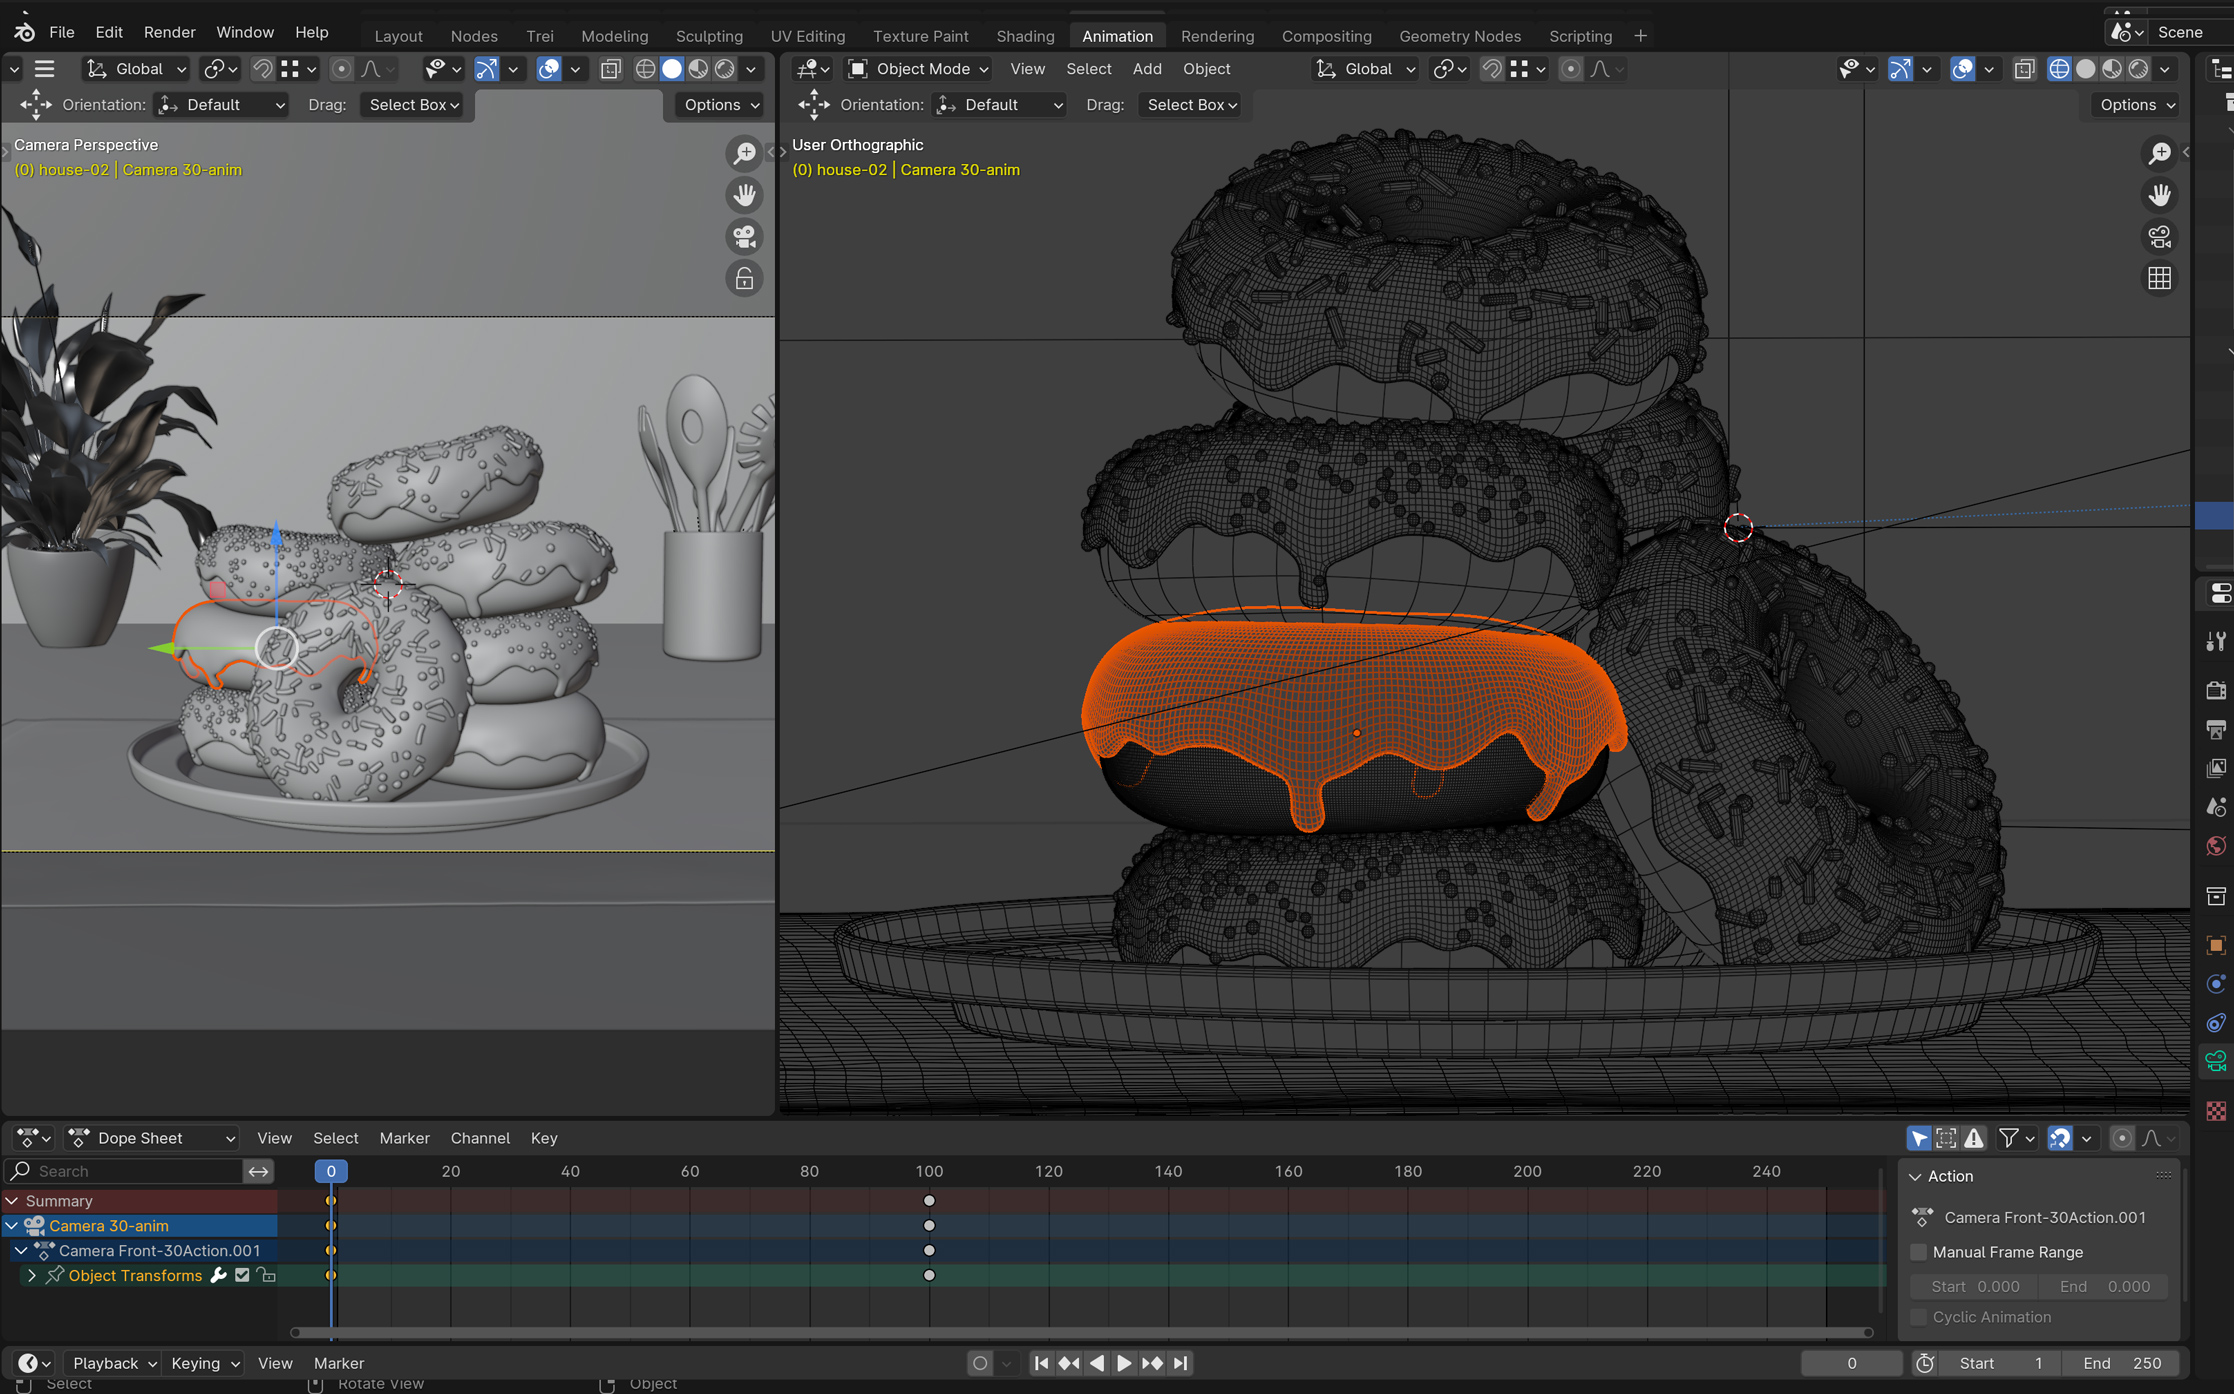 File Edit Render Window Help Layout Nodes Trei Modeling Sculpting UV Editing Texture Paint Shading Animation Rendering Compositing Geometry Nodes Scripting + Scene
Global
Object Mode View Select Add Object Global
Orientation: Default Drag: Select Box Options
Orientation: Default Drag: Select Box Options
Camera Perspective
(0) house-02 | Camera 30-anim
User Orthographic
(0) house-02 | Camera 30-anim
Dope Sheet View Select Marker Channel Key
Search 0 20 40 60 80 100 120 140 160 180 200 220 240
Summary
Camera 30-anim
Camera Front-30Action.001
Object Transforms
Action
Camera Front-30Action.001
Manual Frame Range
Start 0.000 End 0.000
Cyclic Animation
Playback Keying View Marker 0 Start 1 End 250
Select Rotate View Object